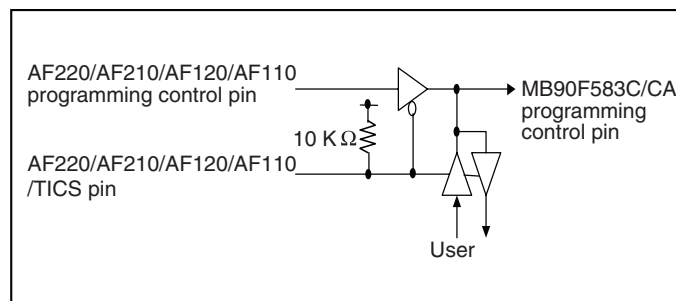 AF220/AF210/AF120/AF110
programming control pin
MB90F583C/CA
programming
control pin
10 K Ω
AF220/AF210/AF120/AF110
/TICS pin
User